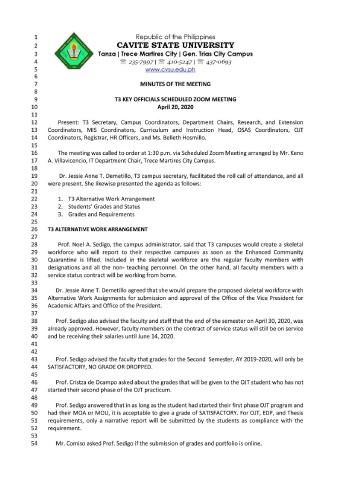 1 Republic of the Philippines
2 CAVITE STATE UNIVERSITY
3 Tanza | Trece Martires City | Gen. Trias City Campus
4 ☏ 235-7997 | ☏ 410-5247 | ☏ 437-0693
5 www.cvsu.edu.ph
6
7 MINUTES OF THE MEETING
8
9 T3 KEY OFFICIALS SCHEDULED ZOOM MEETING
10 April 20, 2020
11
12 Present: T3 Secretary, Campus Coordinators, Department Chairs, Research, and Extension
13 Coordinators, MIS Coordinators, Curriculum and Instruction Head, OSAS Coordinators, OJT
14 Coordinators, Registrar, HR Officers, and Ms. Belleth Hosmillo.
15
16 The meeting was called to order at 1:30 p.m. via Scheduled Zoom Meeting arranged by Mr. Keno
17 A. Villavicencio, IT Department Chair, Trece Martires City Campus.
18
19 Dr. Jessie Anne T. Demetillo, T3 campus secretary, facilitated the roll call of attendance, and all
20 were present. She likewise presented the agenda as follows:
21
22 1. T3 Alternative Work Arrangement
23 2. Students' Grades and Status
24 3. Grades and Requirements
25
26 T3 ALTERNATIVE WORK ARRANGEMENT
27
28 Prof. Noel A. Sedigo, the campus administrator, said that T3 campuses would create a skeletal
29 workforce who will report to their respective campuses as soon as the Enhanced Community
30 Quarantine is lifted. Included in the skeletal workforce are the regular faculty members with
31 designations and all the non- teaching personnel. On the other hand, all faculty members with a
32 service status contract will be working from home.
33
34 Dr. Jessie Anne T. Demetillo agreed that she would prepare the proposed skeletal workforce with
35 Alternative Work Assignments for submission and approval of the Office of the Vice President for
36 Academic Affairs and Office of the President.
37
38 Prof. Sedigo also advised the faculty and staff that the end of the semester on April 30, 2020, was
39 already approved. However, faculty members on the contract of service status will still be on service
40 and be receiving their salaries until June 14, 2020.
41
42
43 Prof. Sedigo advised the faculty that grades for the Second Semester, AY 2019-2020, will only be
44 SATISFACTORY, NO GRADE OR DROPPED.
45
46 Prof. Cristza de Ocampo asked about the grades that will be given to the OJT student who has not
47 started their second phase of the OJT practicum.
48
49 Prof. Sedigo answered that in as long as the student had started their first phase OJT program and
50 had their MOA or MOU, it is acceptable to give a grade of SATISFACTORY. For OJT, EDP, and Thesis
51 requirements, only a narrative report will be submitted by the students as compliance with the
52 requirement.
53
54 Mr. Comiso asked Prof. Sedigo if the submission of grades and portfolio is online.